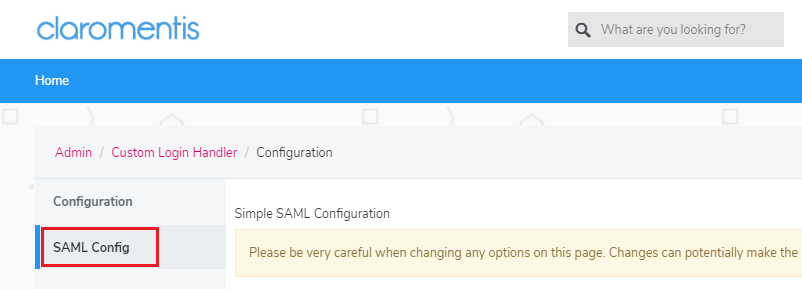 claromentis
What are you looking for?
Home
Admin / Custom Login Handler / Configuration
Configuration
SAML Config
Simple SAML Configuration
Please be very careful when changing any options on this page. Changes can potentially make the